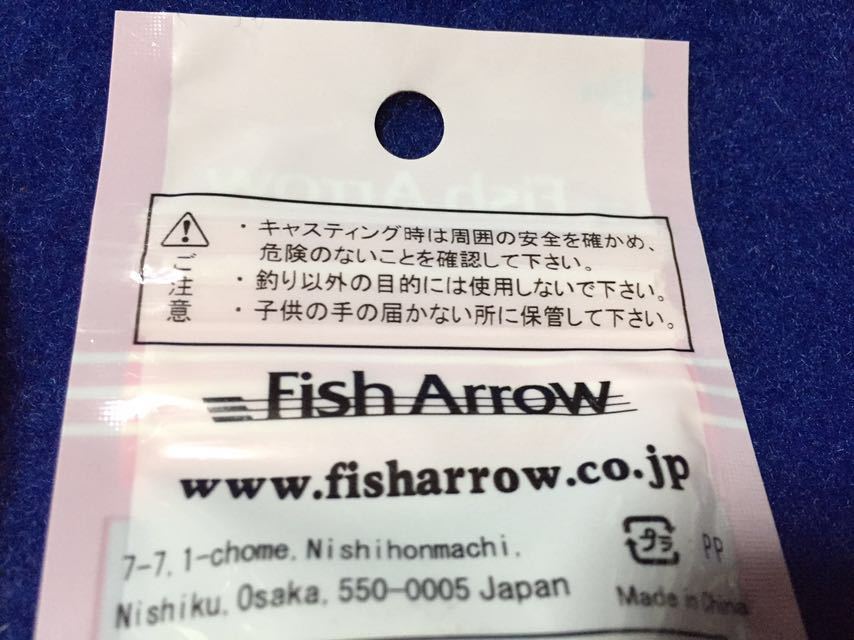 ご注意
・キャスティング時は周囲の安全を確かめ、
危険のないことを確認して下さい。
・釣り以外の目的には使用しないで下さい。
・子供の手の届かない所に保管して下さい。
Fish Arrow
www.fisharrow.co.jp
7-7, 1-chome, Nishihonmachi,
Nishiku, Osaka, 550-0005 Japan
プラ PP
Made in China